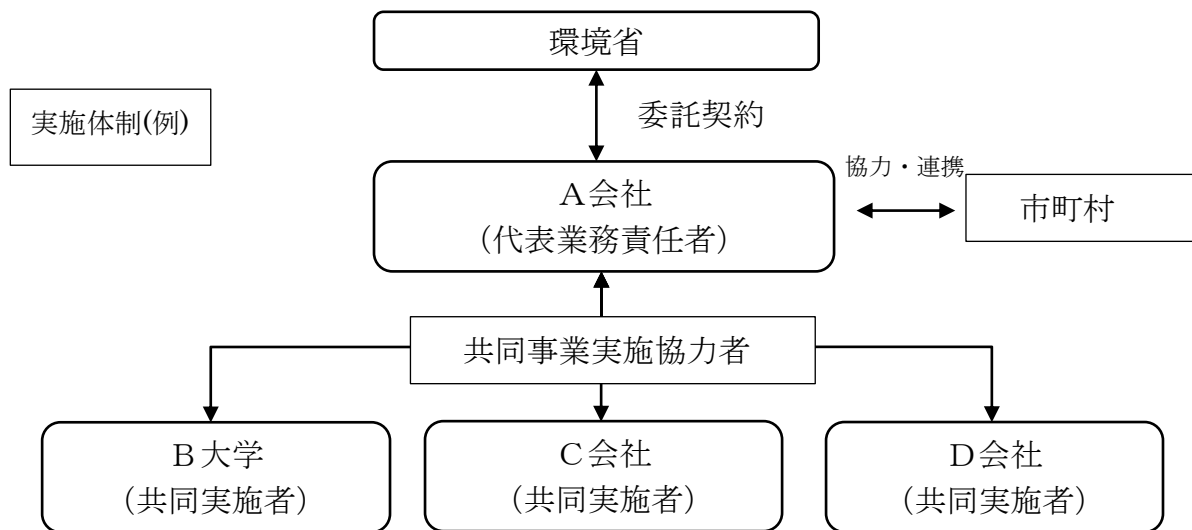 環境省
実施体制(例)
委託契約
協力・連携
A会社
(代表業務責任者)
市町村
共同事業実施協力者
B大学
(共同実施者)
C会社
(共同実施者)
D会社
(共同実施者)